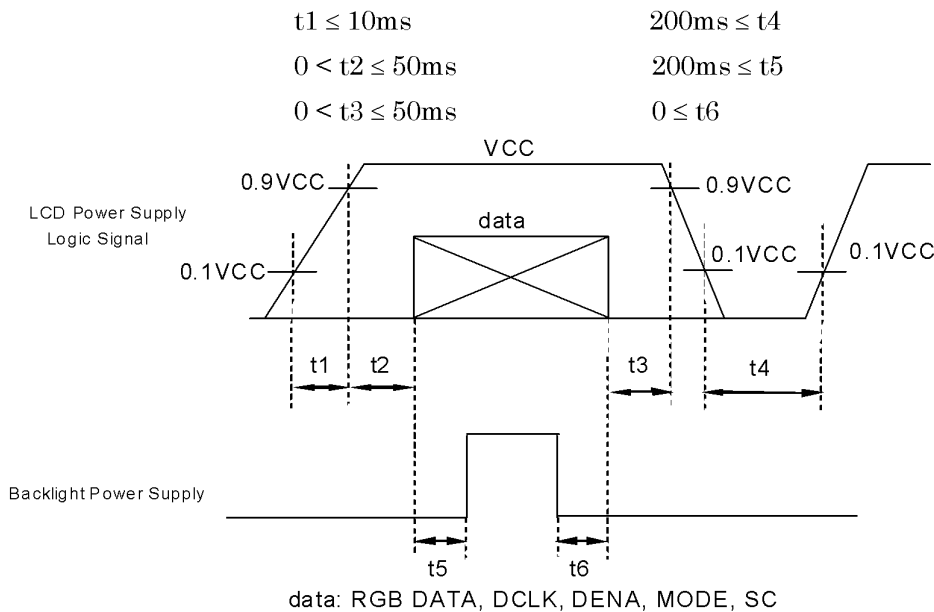 t1 ≤ 10ms 200ms ≤ t4
0 < t2 ≤ 50ms 200ms ≤ t5
0 < t3 ≤ 50ms 0 ≤ t6
VCC
0.9VCC 0.9VCC
LCD Power Supply
Logic Signal
data
0.1VCC 0.1VCC 0.1VCC
t1 t2 t3 t4
Backlight Power Supply
t5 t6
data: RGB DATA, DCLK, DENA, MODE, SC